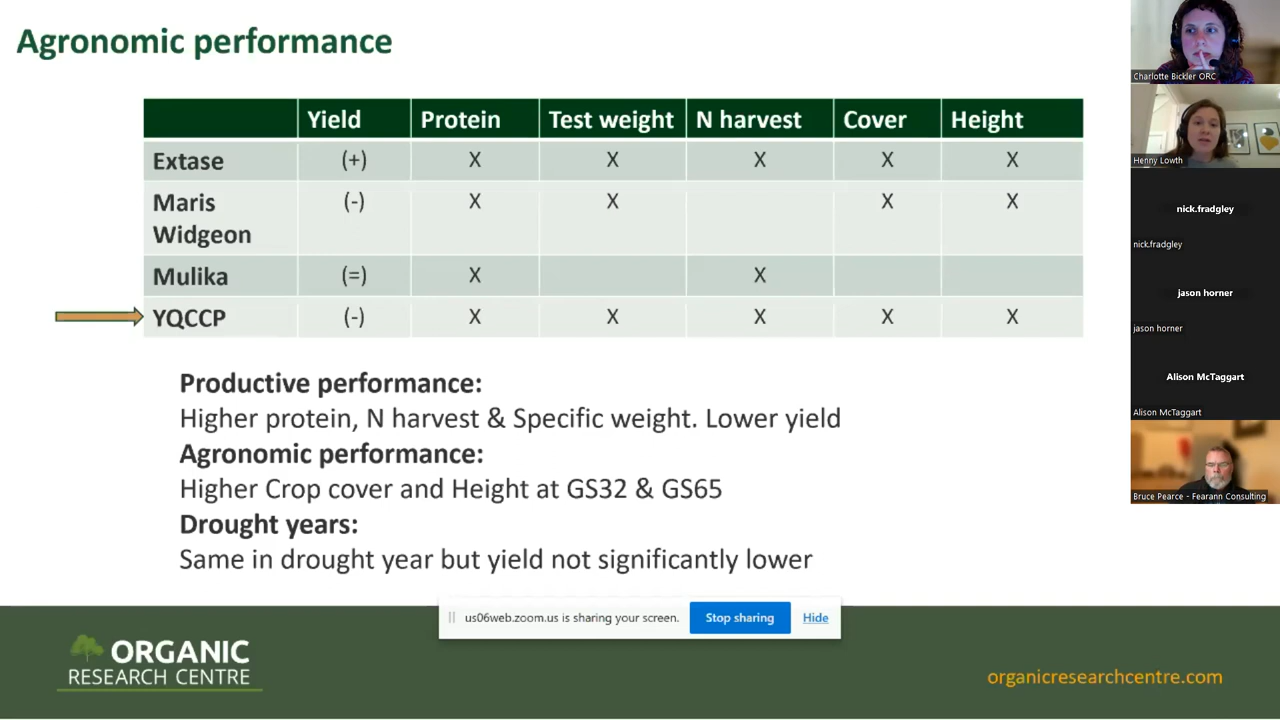 Agronomic performance
Yield Protein Test weight N harvest Cover Height
Extase (+) X X X X X
Maris Widgeon (-) X X X X
Mulika (=) X X
YQCCP (-) X X X X X
Productive performance:
Higher protein, N harvest & Specific weight. Lower yield
Agronomic performance:
Higher Crop cover and Height at GS32 & GS65
Drought years:
Same in drought year but yield not significantly lower
us06web.zoom.us is sharing your screen. Stop sharing Hide
ORGANIC
RESEARCH CENTRE
organicresearchcentre.com
Charlotte Bickler ORC
Henny Lowth
nick.fradgley
nick.fradgley
jason horner
jason horner
Alison McTaggart
Alison McTaggart
Bruce Pearce - Fearann Consulting